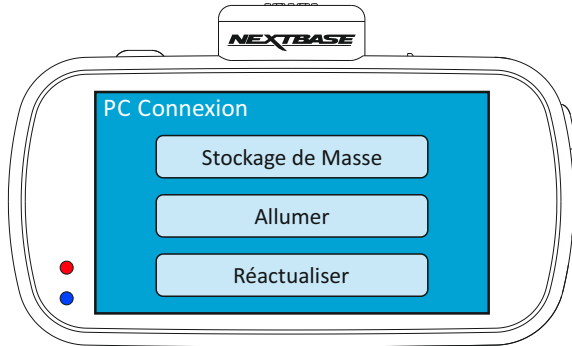 NEXTBASE
PC Connexion
Stockage de Masse
Allumer
Réactualiser